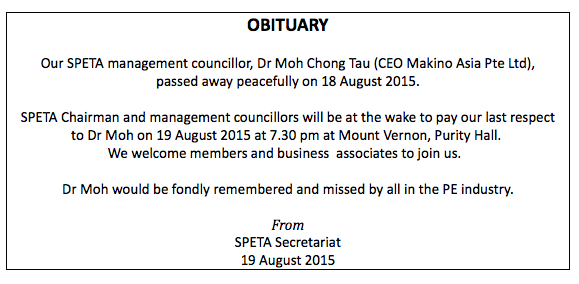 OBITUARY
Our SPETA management councillor, Dr Moh Chong Tau (CEO Makino Asia Pte Ltd),
passed away peacefully on 18 August 2015.
SPETA Chairman and management councillors will be at the wake to pay our last respect
to Dr Moh on 19 August 2015 at 7.30 pm at Mount Vernon, Purity Hall.
We welcome members and business associates to join us.
Dr Moh would be fondly remembered and missed by all in the PE industry.
From
SPETA Secretariat
19 August 2015